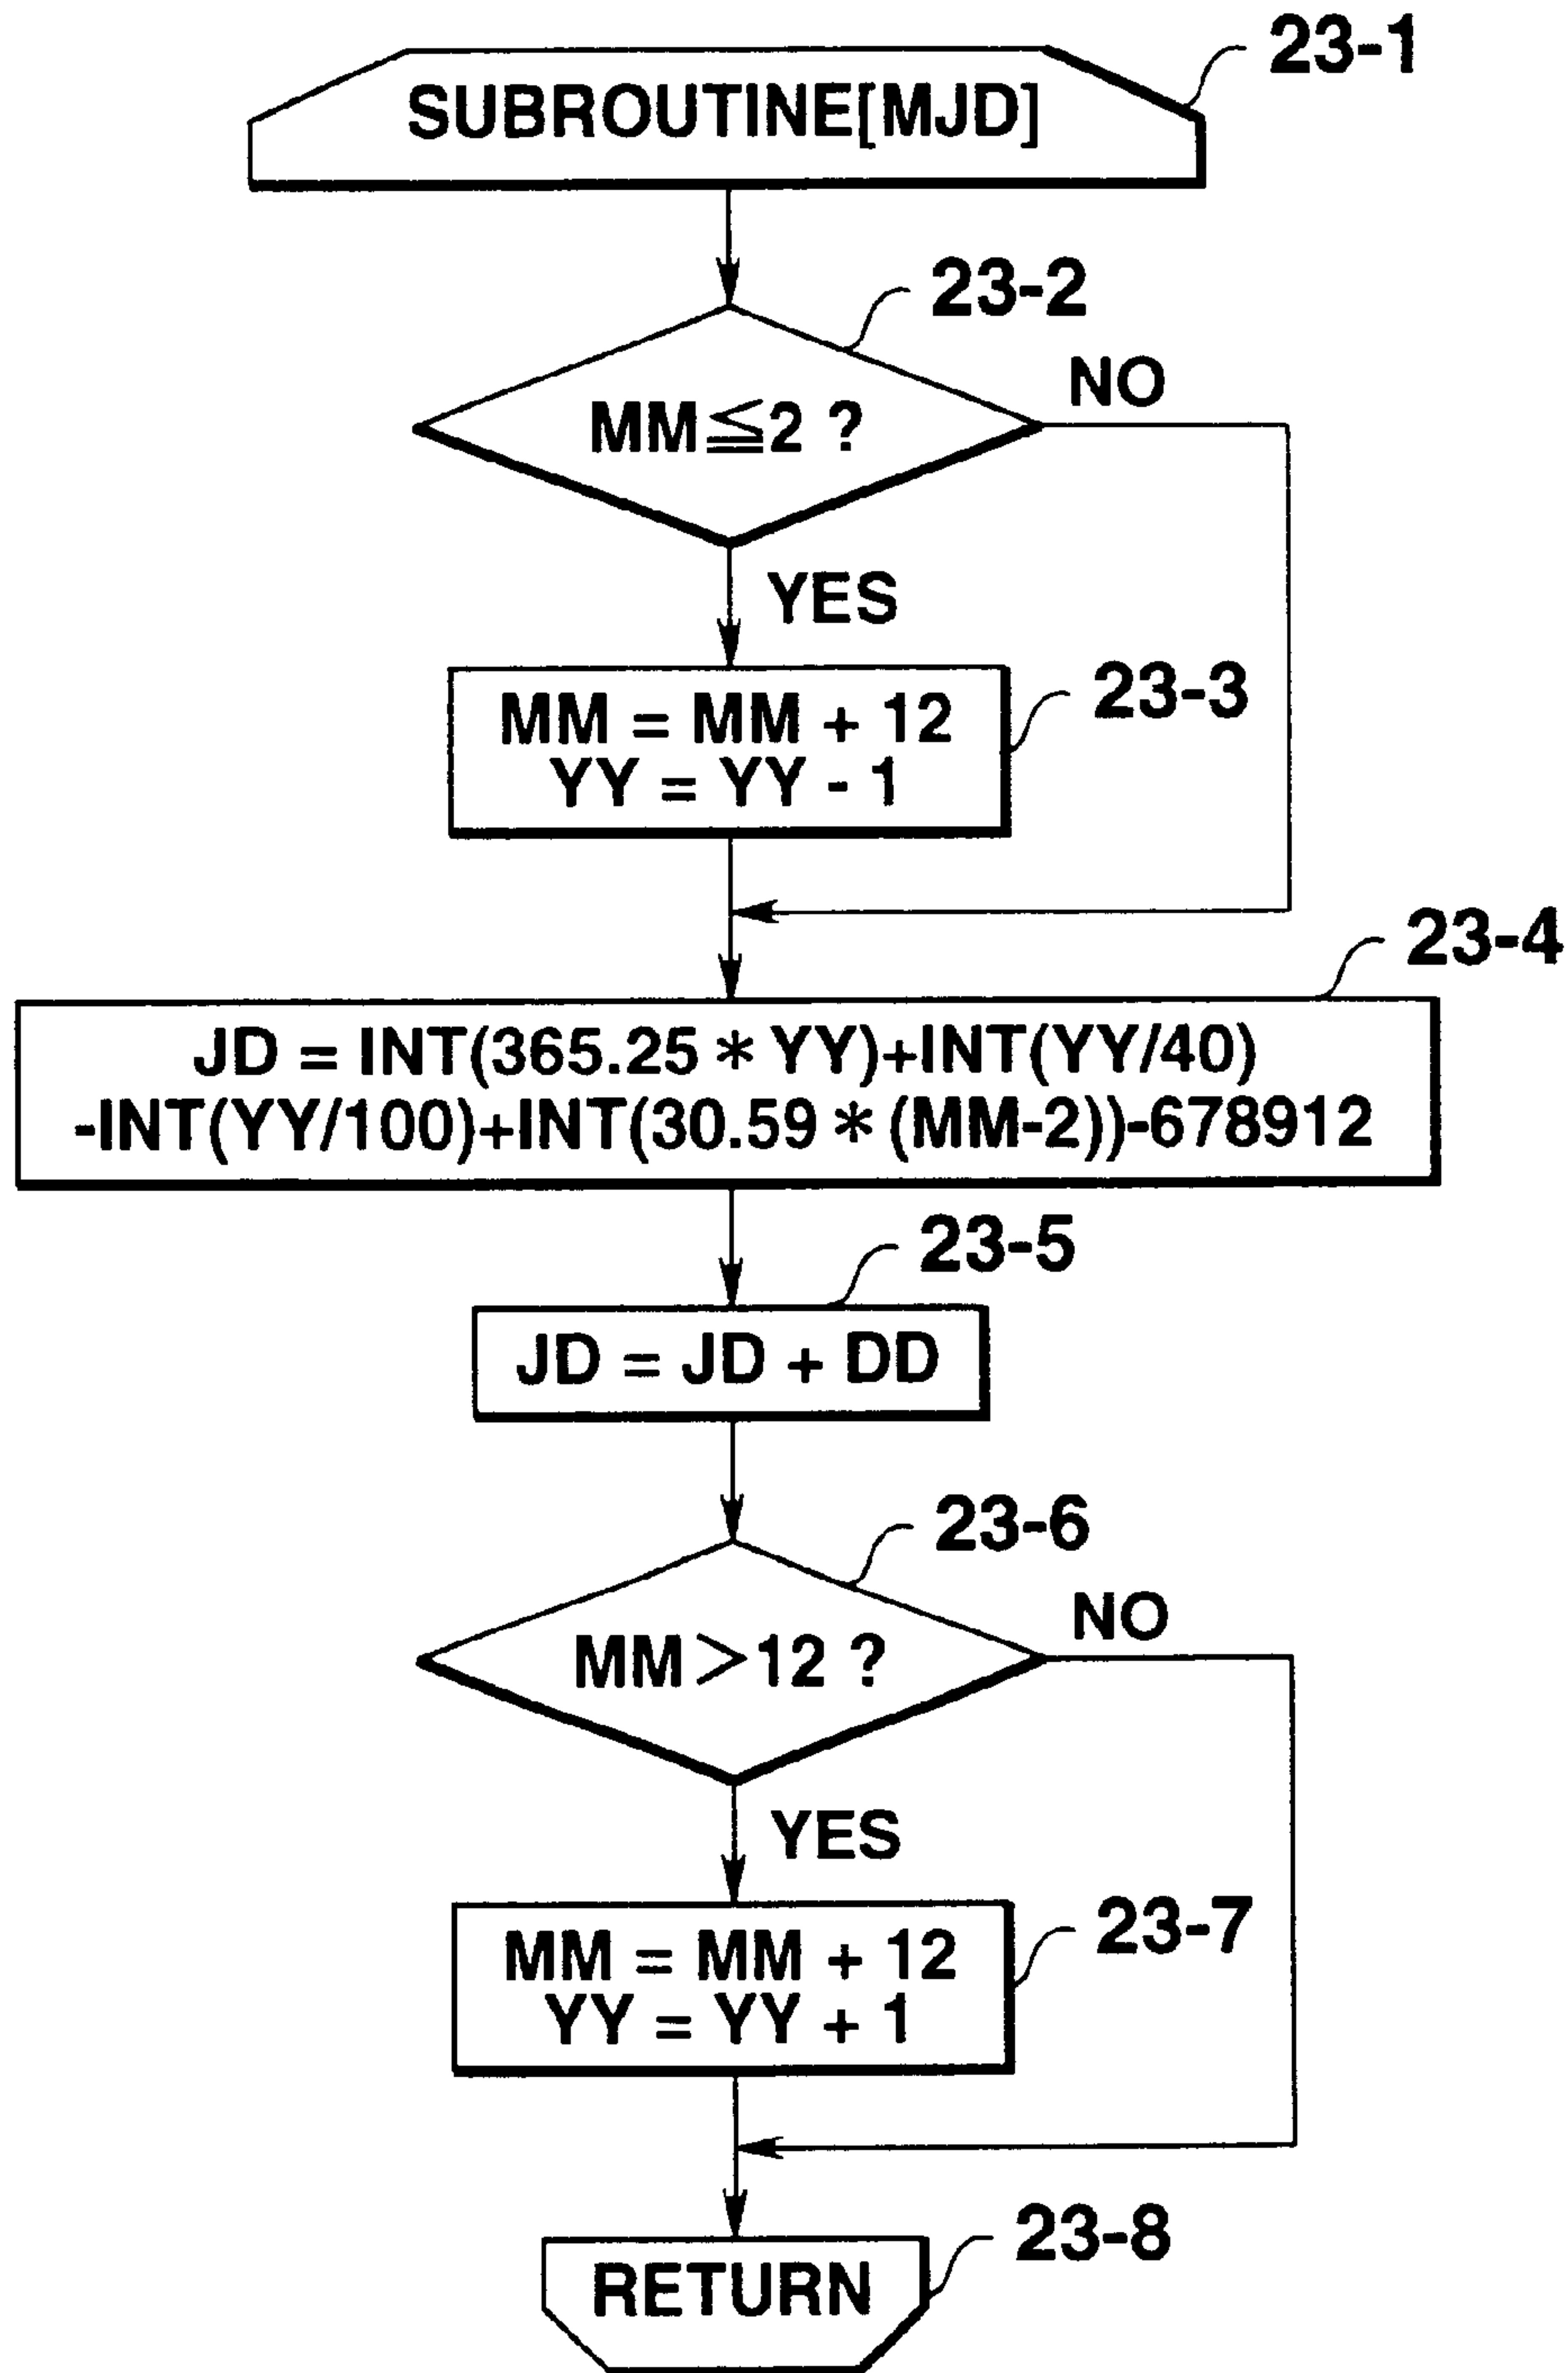 23-1
SUBROUTINE[MJD]
23-2
MM≦2 ?
NO
YES
23-3
MM = MM + 12
YY = YY - 1
23-4
JD = INT(365.25 * YY)+INT(YY/40)
-INT(YY/100)+INT(30.59 * (MM-2))-678912
23-5
JD = JD + DD
23-6
MM>12 ?
NO
YES
23-7
MM = MM + 12
YY = YY + 1
23-8
RETURN